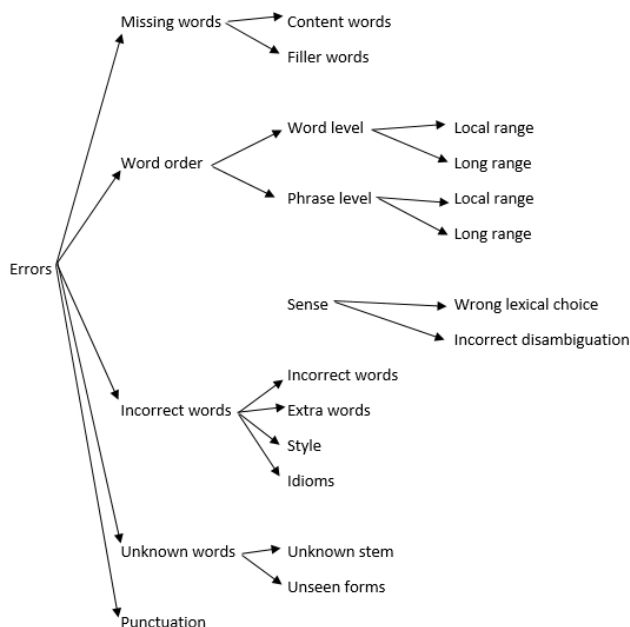 Missing words
Content words
Filler words
Word order
Word level
Local range
Long range
Phrase level
Local range
Long range
Errors
Sense
Wrong lexical choice
Incorrect disambiguation
Incorrect words
Incorrect words
Extra words
Style
Idioms
Unknown words
Unknown stem
Unseen forms
Punctuation